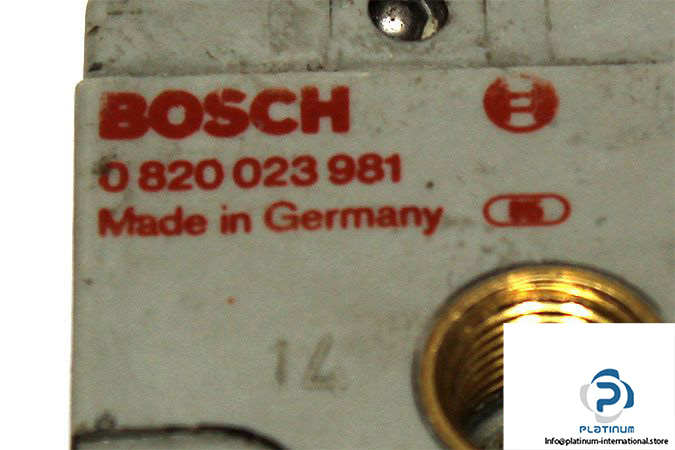 BOSCH
0 820 023 981
Made in Germany
14
PLATINUM
Info@platinum-international.store